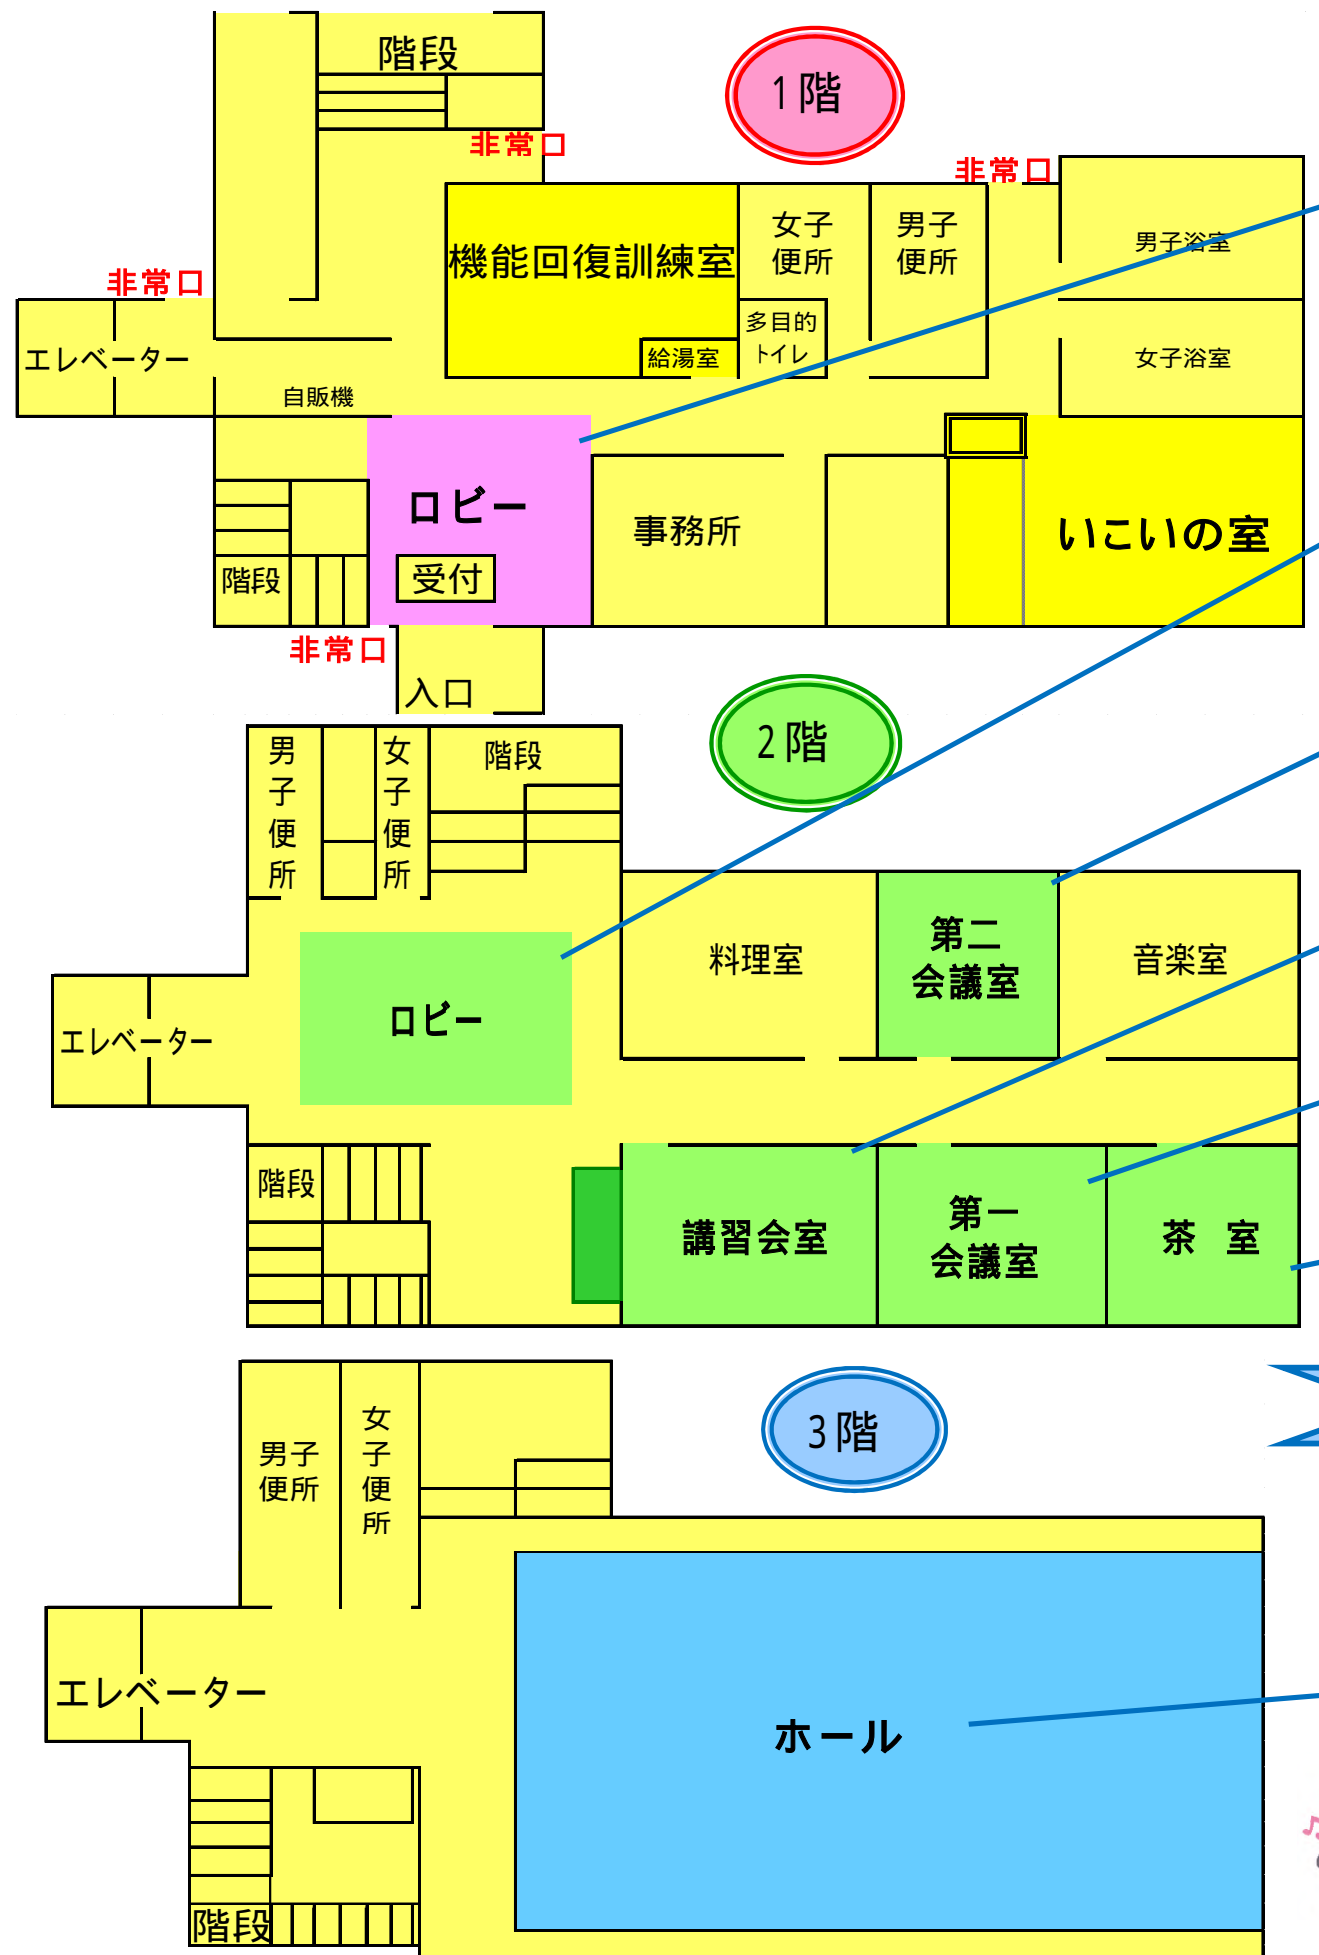 階段
1階
非常口
非常口
女子
便所
男子
便所
男子浴室
機能回復訓練室
非常口
多目的
トイレ
エレベーター
給湯室
女子浴室
自販機
ロビー
事務所
いこいの室
階段
受付
非常口
入口
2階
男子便所
女子便所
階段
料理室
第二
会議室
音楽室
ロビー
エレベーター
階段
講習会室
第一
会議室
茶 室
3階
男子
便所
女子便所
エレベーター
ホール
階段